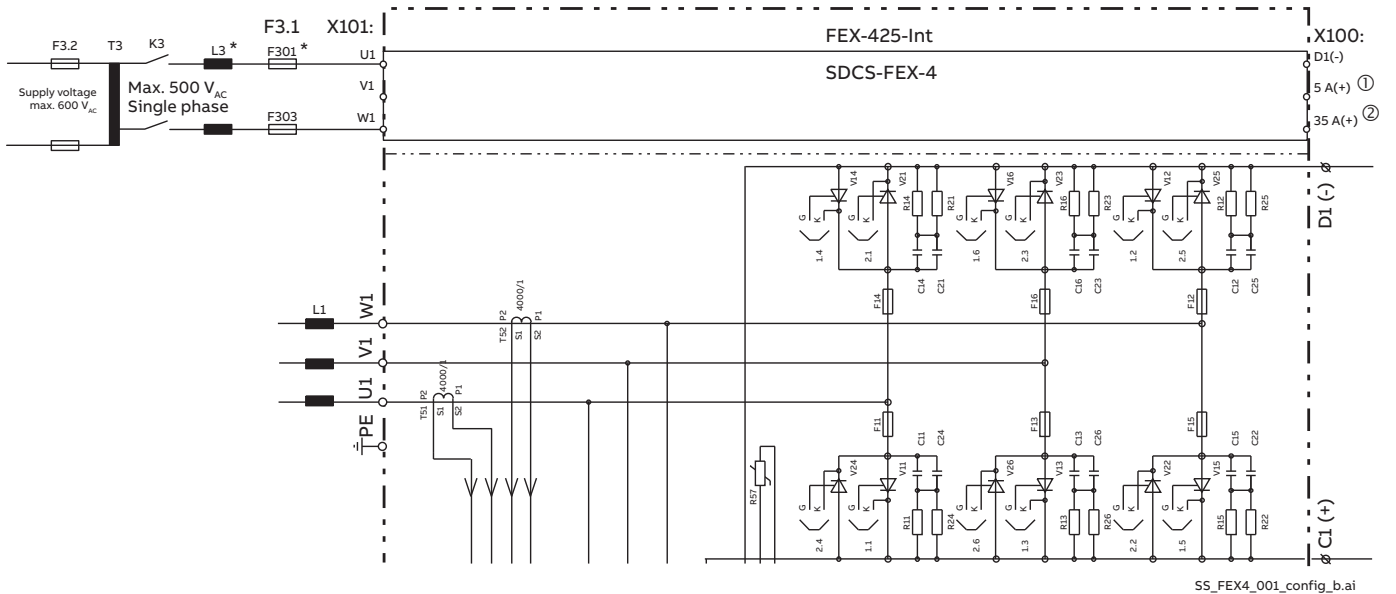 F3.1
X101:
FEX-425-Int
SDCS-FEX-4
X100:
F3.2
T3
K3
L3 *
F301 *
U1
D1(-)
Supply voltage
max. 600 VAC
Max. 500 VAC
Single phase
V1
5 A(+) ①
F303
W1
35 A(+) ②
D1 (-)
V14
V21
R14
R21
V16
V23
R16
R23
V12
V25
R12
R25
G
K
G
K
G
K
G
K
G
K
G
K
1.4
2.1
1.6
2.3
1.2
2.5
C14
C21
C16
C23
C12
C25
F14
F16
F12
L1
W1
T52
P2
S1
4000/1
P1
S2
V1
U1
T51
P2
S1
4000/1
P1
S2
PE
F11
C11
C24
F13
C13
C26
F15
C15
C22
R57
V24
V11
V26
V13
V22
V15
G
K
G
K
G
K
G
K
G
K
G
K
R11
R24
R13
R26
R15
R22
2.4
1.1
2.6
1.3
2.2
1.5
C1 (+)
SS_FEX4_001_config_b.ai